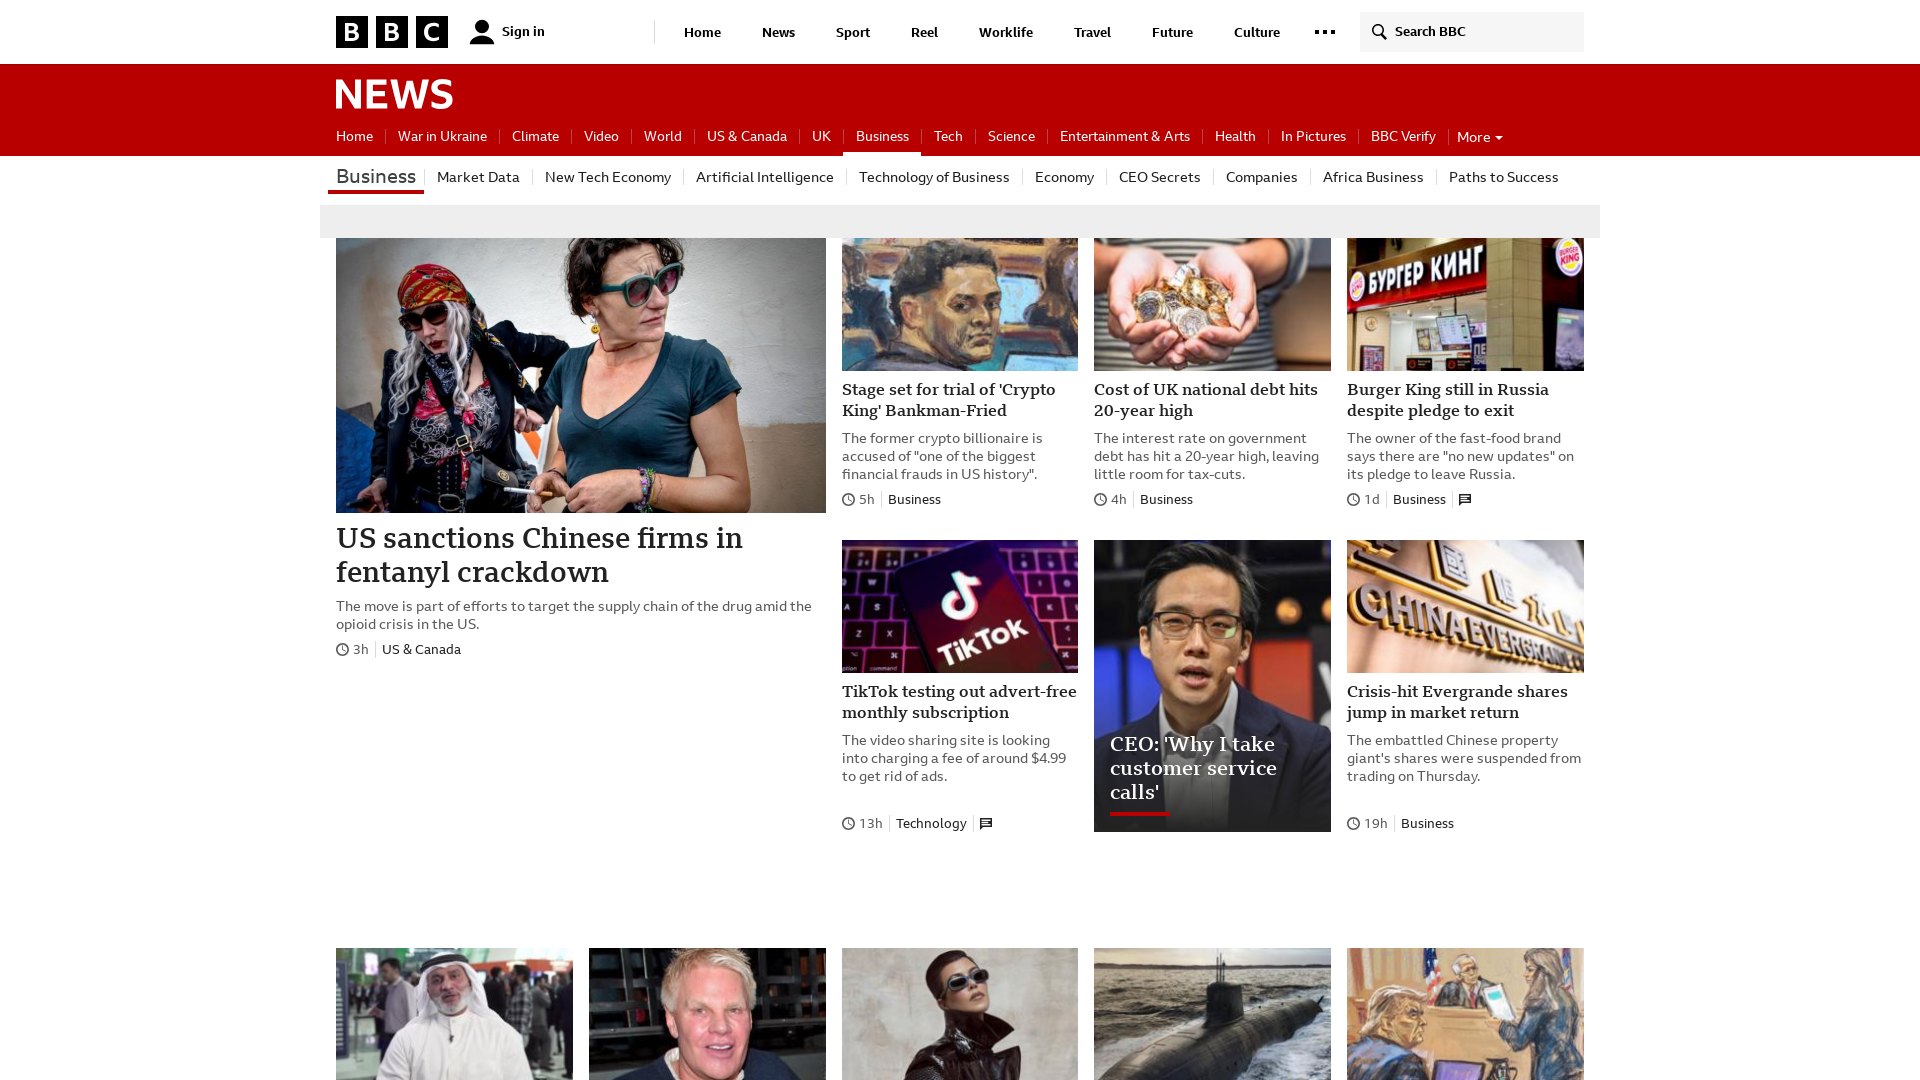 BBC
Sign in
Home
News
Sport
Reel
Worklife
Travel
Future
Culture
Search BBC
NEWS
Home
War in Ukraine
Climate
Video
World
US & Canada
UK
Business
Tech
Science
Entertainment & Arts
Health
In Pictures
BBC Verify
More
Business
Market Data
New Tech Economy
Artificial Intelligence
Technology of Business
Economy
CEO Secrets
Companies
Africa Business
Paths to Success
US sanctions Chinese firms in
fentanyl crackdown
The move is part of efforts to target the supply chain of the drug amid the
opioid crisis in the US.
3h
US & Canada
Stage set for trial of 'Crypto
King' Bankman-Fried
The former crypto billionaire is
accused of "one of the biggest
financial frauds in US history".
5h
Business
Cost of UK national debt hits
20-year high
The interest rate on government
debt has hit a 20-year high, leaving
little room for tax-cuts.
4h
Business
БУРГЕР КИНГ
BURGER
KING
Burger King still in Russia
despite pledge to exit
The owner of the fast-food brand
says there are "no new updates" on
its pledge to leave Russia.
1d
Business
TikTok
option
command
TikTok testing out advert-free
monthly subscription
The video sharing site is looking
into charging a fee of around $4.99
to get rid of ads.
13h
Technology
CEO: 'Why I take
customer service
calls'
CHINA EVERGRANDE
Crisis-hit Evergrande shares
jump in market return
The embattled Chinese property
giant's shares were suspended from
trading on Thursday.
19h
Business